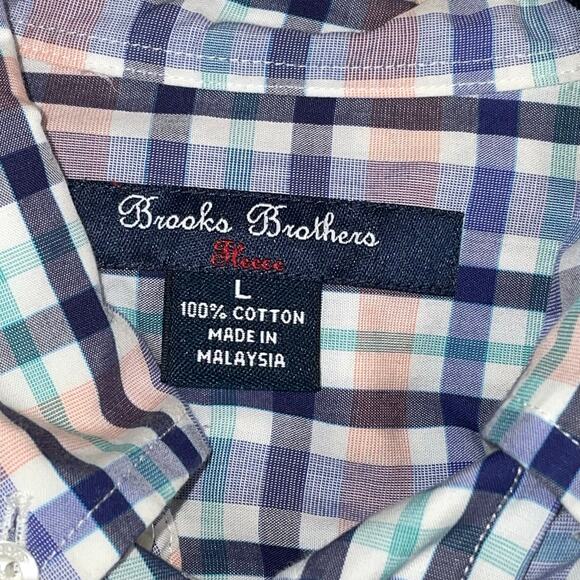 Brooks Brothers
Fleece
L
100% COTTON
MADE IN
MALAYSIA